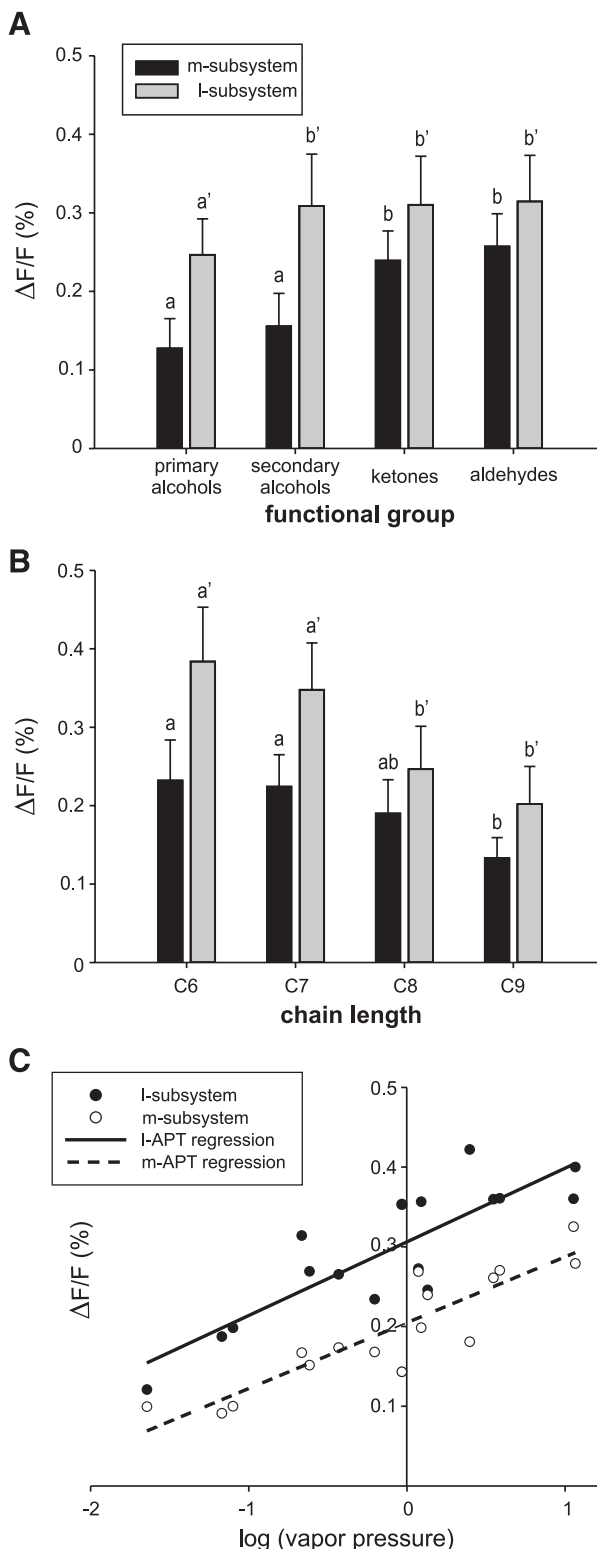 A
0.5
m-subsystem
l-subsystem
0.4
b’ b’ b’
a’
0.3
b b
ΔF/F (%)
a a
0.2
0.1
0
primary alcohols secondary alcohols ketones aldehydes
functional group
B
0.5
a’
a’
0.4
b’
0.3
a a ab b’
ΔF/F (%)
b
0.2
0.1
0
C6 C7 C8 C9
chain length
C
0.5
l-subsystem
m-subsystem
l-APT regression
m-APT regression
0.4
0.3
ΔF/F (%)
0.2
0.1
-2 -1 0 1
log (vapor pressure)